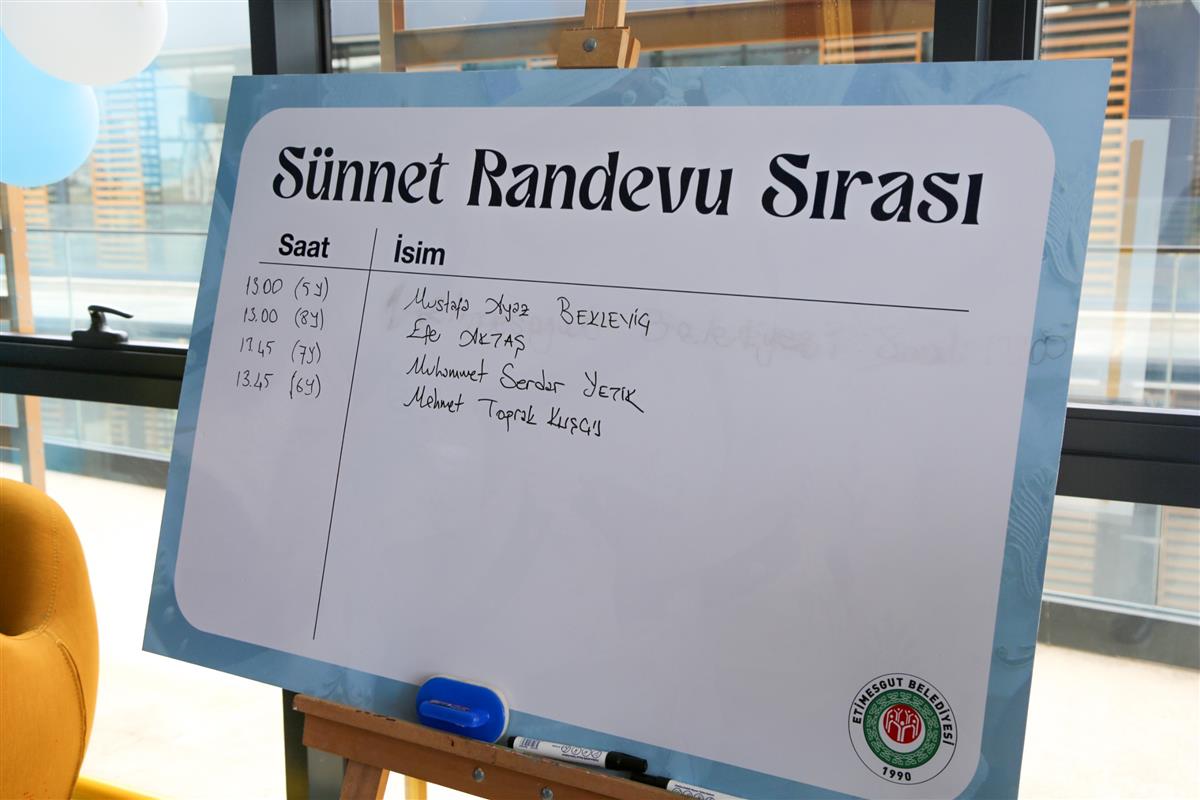 Sünnet Randevu Sırası
Saat İsim
13.00 (5y) Mustafa Ayaz BEKLEVİÇ
13.00 (8y) Efe AKTAŞ
13.45 (7y) Muhammet Serdar YEZİK
13.45 (6y) Mehmet Toprak KUŞÇU
ETİMESGUT BELEDİYESİ
1990